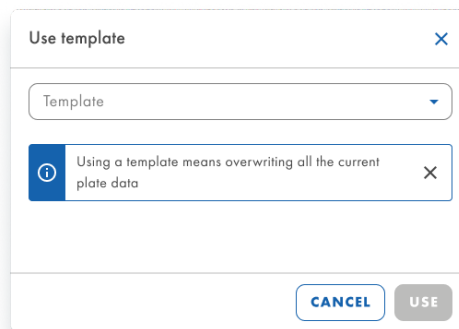 Use template
Template
Using a template means overwriting all the current
plate data
CANCEL
USE